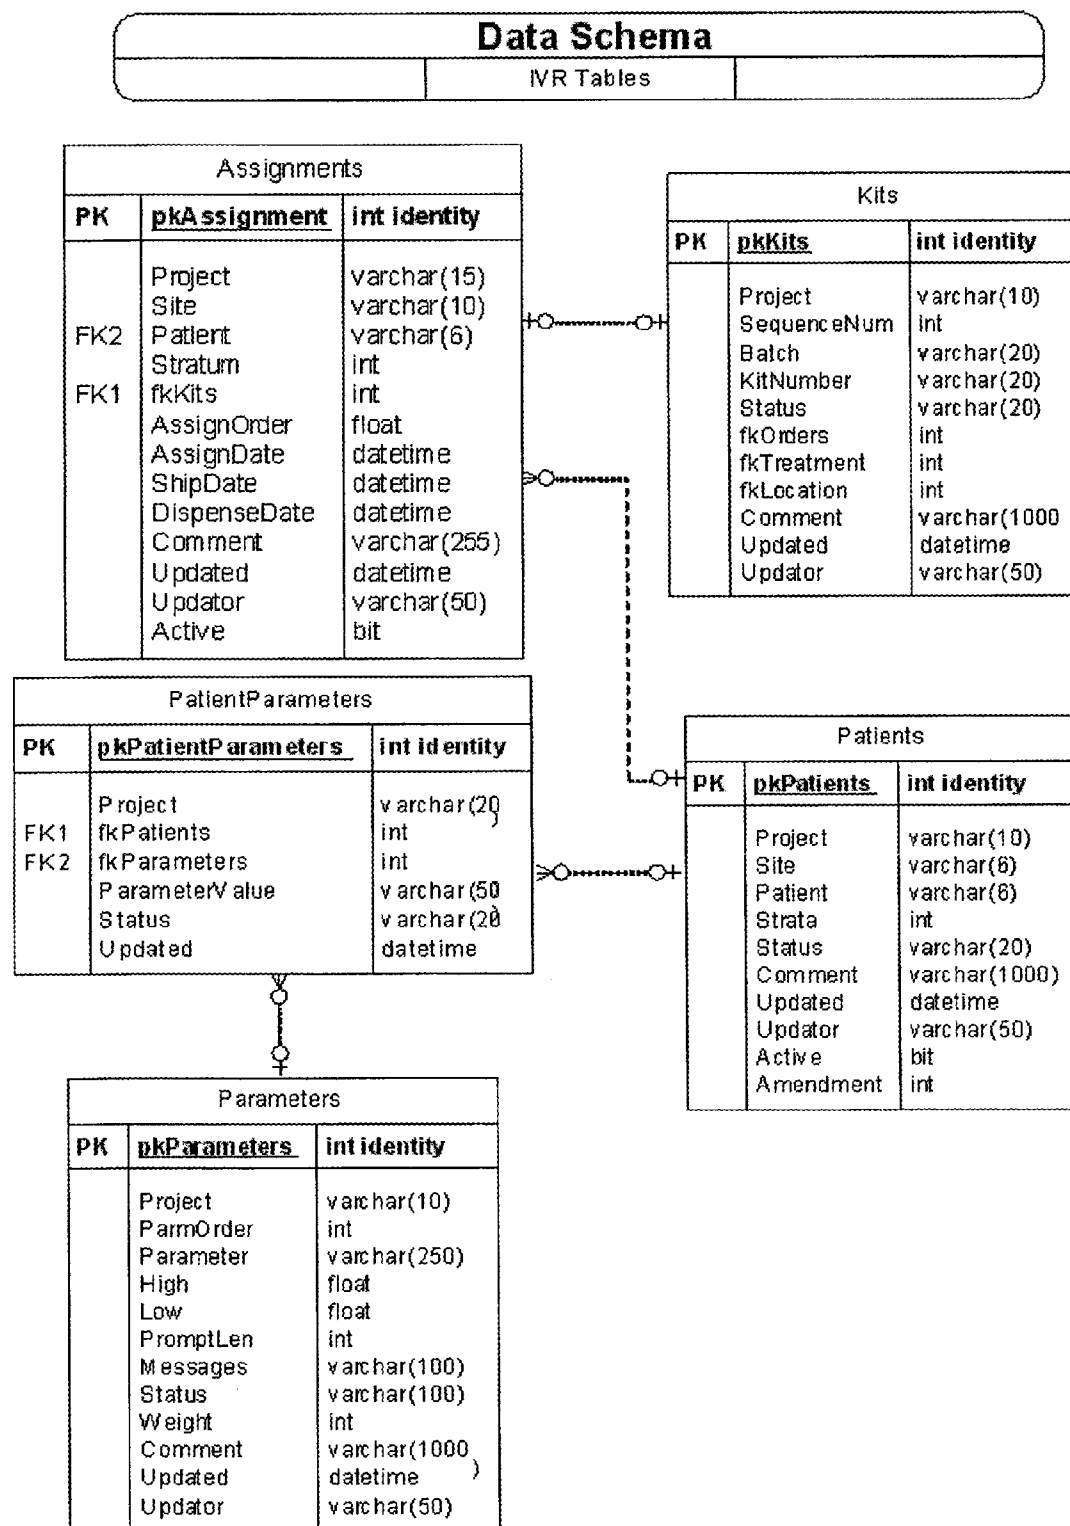 Data Schema
IVR Tables
Assignments
PK pkAssignment int identity
Project varchar(15)
Site varchar(10)
FK2 Patient varchar(6)
Stratum int
FK1 fkKits int
AssignOrder float
AssignDate datetime
ShipDate datetime
DispenseDate datetime
Comment varchar(255)
Updated datetime
Updator varchar(50)
Active bit
Kits
PK pkKits int identity
Project varchar(10)
SequenceNum int
Batch varchar(20)
KitNumber varchar(20)
Status varchar(20)
fkOrders int
fkTreatment int
fkLocation int
Comment varchar(1000
Updated datetime
Updator varchar(50)
PatientParameters
PK pkPatientParameters int identity
Project varchar(20)
FK1 fkPatients int
FK2 fkParameters int
ParameterValue varchar(50)
Status varchar(20
Updated datetime
Patients
PK pkPatients int identity
Project varchar(10)
Site varchar(6)
Patient varchar(6)
Strata int
Status varchar(20)
Comment varchar(1000)
Updated datetime
Updator varchar(50)
Active bit
Amendment int
Parameters
PK pkParameters int identity
Project varchar(10)
ParmOrder int
Parameter varchar(250)
High float
Low float
PromptLen int
Messages varchar(100)
Status varchar(100)
Weight int
Comment varchar(1000)
Updated datetime
Updator varchar(50)